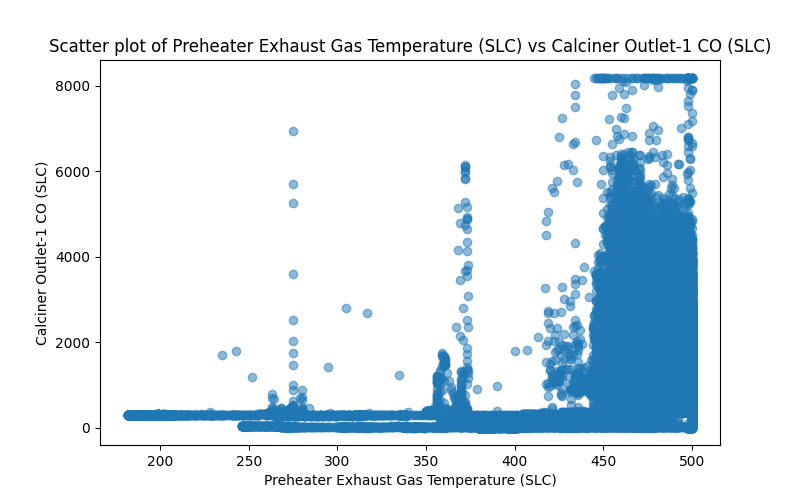 Scatter plot of Preheater Exhaust Gas Temperature (SLC) vs Calciner Outlet-1 CO (SLC)
Calciner Outlet-1 CO (SLC)
8000
6000
4000
2000
0
200 250 300 350 400 450 500
Preheater Exhaust Gas Temperature (SLC)